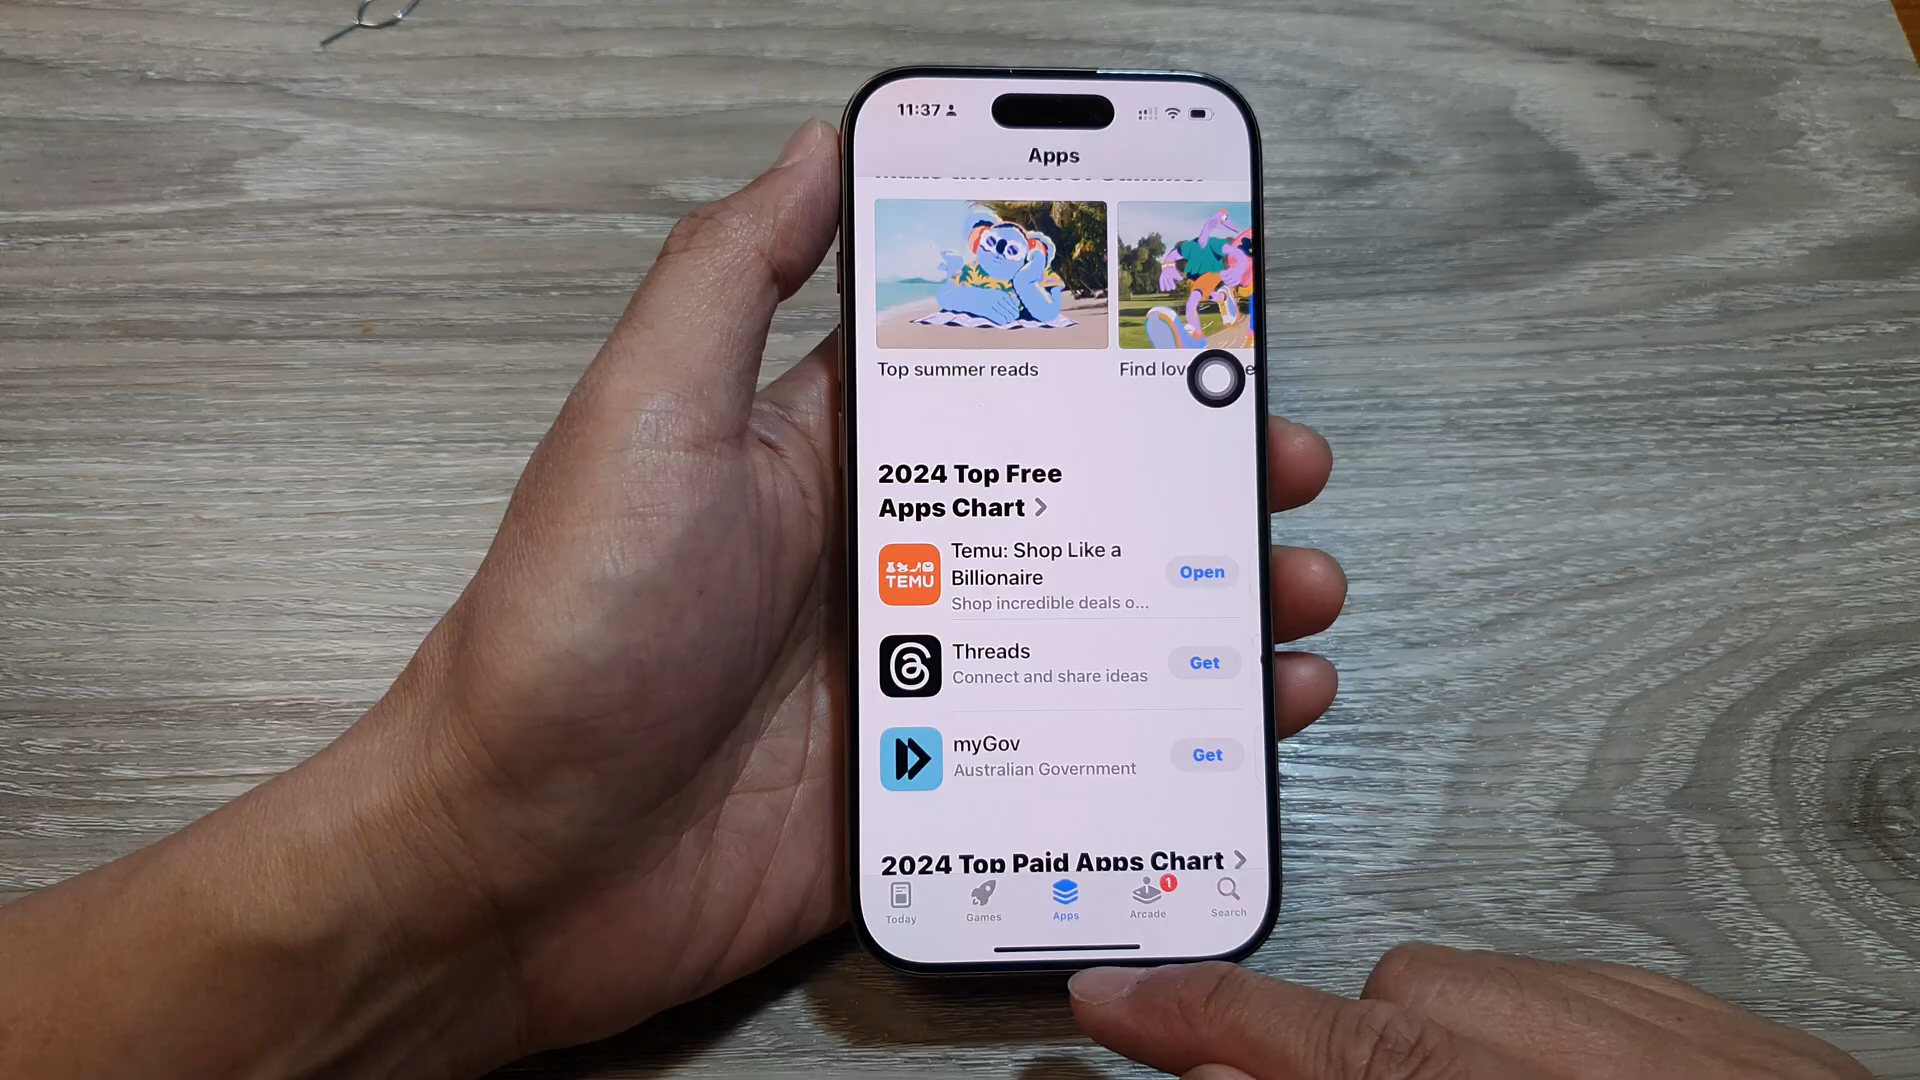 11:37
Apps
Top summer reads
Find lov
2024 Top Free
Apps Chart >
TEMU
Temu: Shop Like a
Billionaire
Shop incredible deals o...
Open
Threads
Connect and share ideas
Get
myGov
Australian Government
Get
2024 Top Paid Apps Chart >
Today
Games
Apps
1
Arcade
Search